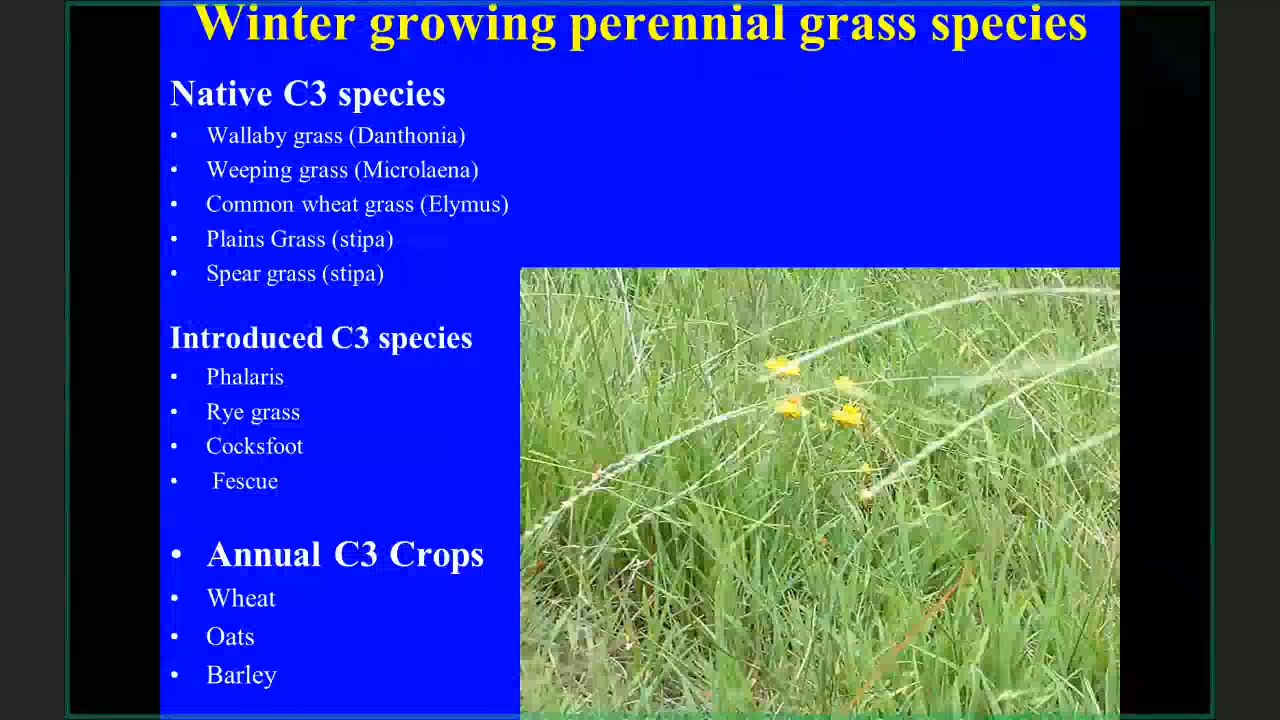 Winter growing perennial grass species
Native C3 species
• Wallaby grass (Danthonia)
• Weeping grass (Microlaena)
• Common wheat grass (Elymus)
• Plains Grass (stipa)
• Spear grass (stipa)
Introduced C3 species
• Phalaris
• Rye grass
• Cocksfoot
• Fescue
• Annual C3 Crops
• Wheat
• Oats
• Barley